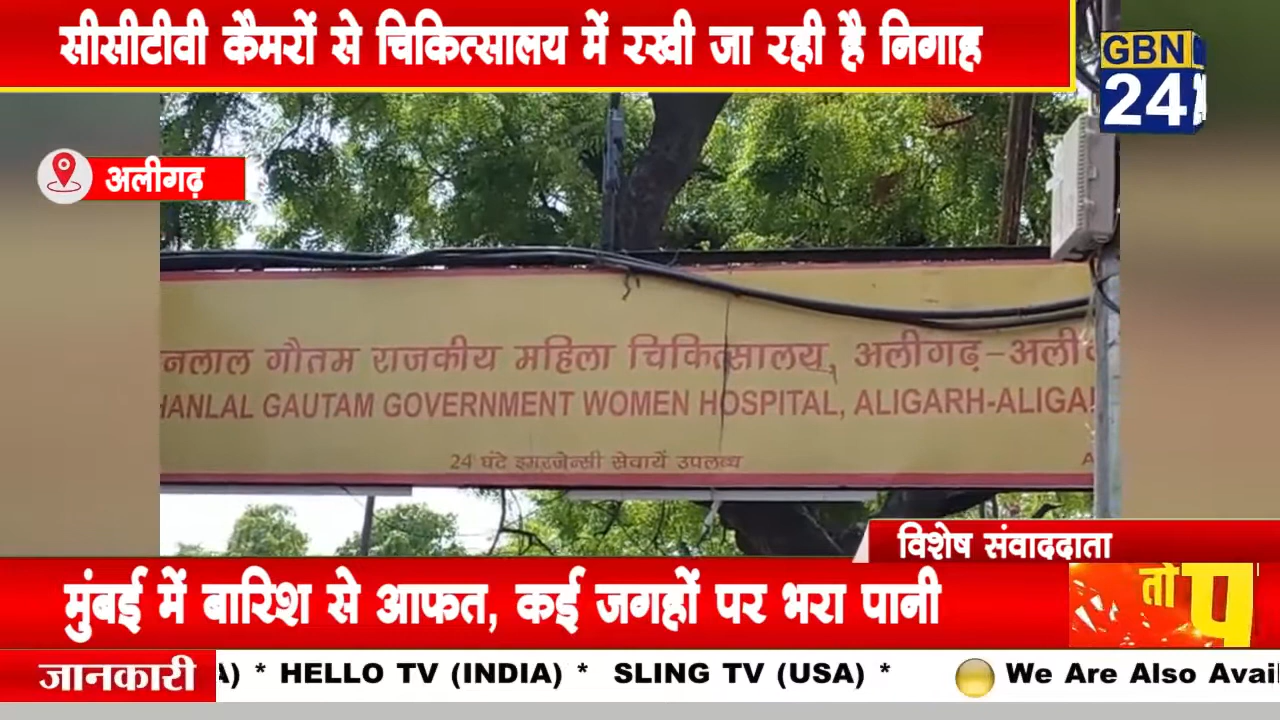 सीसीटीवी कैमरों से चिकित्सालय में रखी जा रही है निगाह
GBN
24
अलीगढ़
नलाल गौतम राजकीय महिला चिकित्सालय, अलीगढ़-अली
HANLAL GAUTAM GOVERNMENT WOMEN HOSPITAL, ALIGARH-ALIGA
24 घंटे इमरजेन्सी सेवायें उपलब्ध
विशेष संवाददाता
मुंबई में बारिश से आफत, कई जगहों पर भरा पानी
तो प
जानकारी
A) * HELLO TV (INDIA) * SLING TV (USA) *
We Are Also Avail